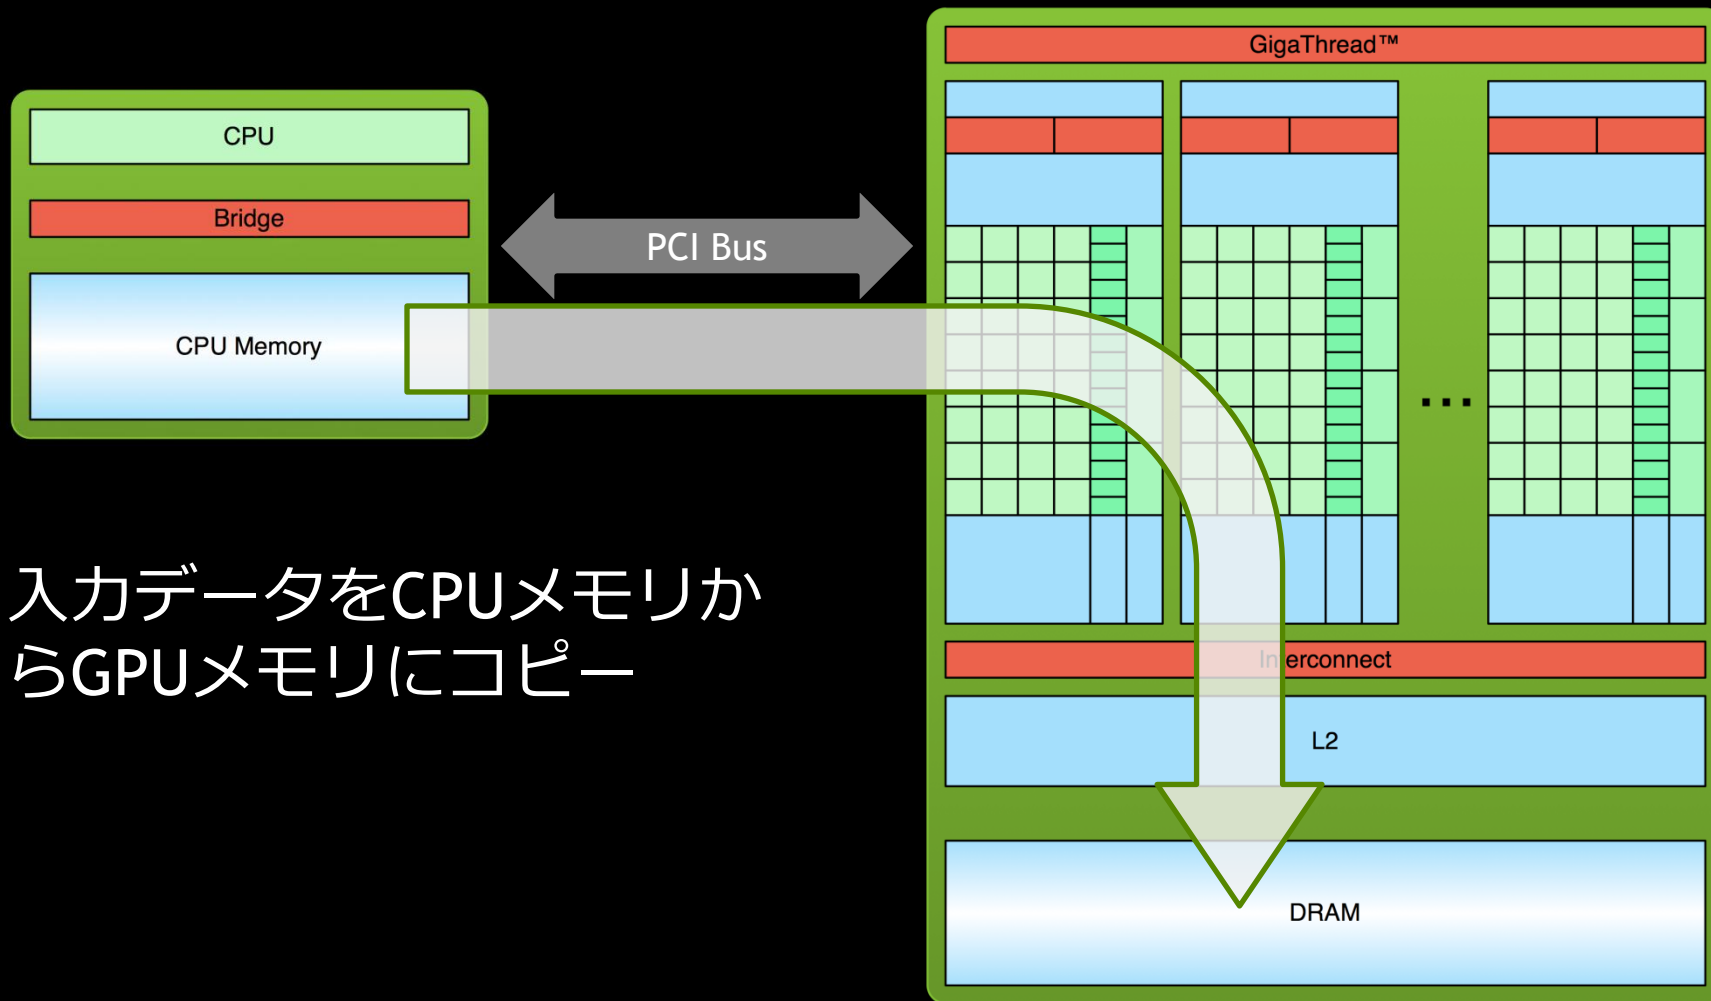 GigaThread™
CPU
Bridge
PCI Bus
CPU Memory
...
入力データをCPUメモリか
らGPUメモリにコピー
Interconnect
L2
DRAM